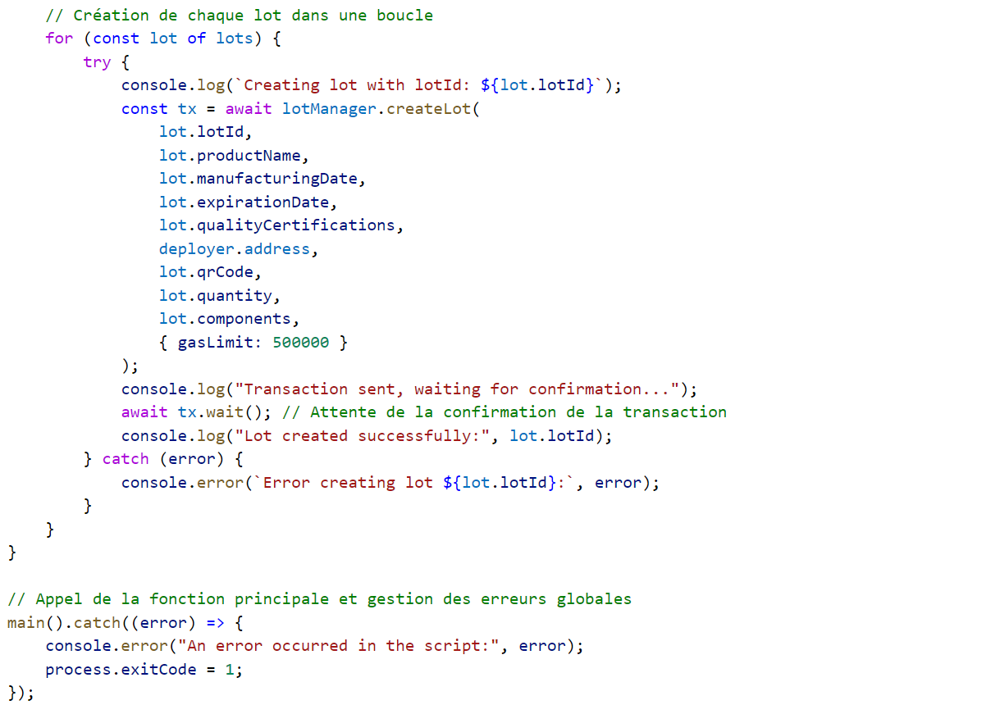 // Création de chaque lot dans une boucle
    for (const lot of lots) {
        try {
            console.log(`Creating lot with lotId: ${lot.lotId}`);
            const tx = await lotManager.createLot(
                lot.lotId,
                lot.productName,
                lot.manufacturingDate,
                lot.expirationDate,
                lot.qualityCertifications,
                deployer.address,
                lot.qrCode,
                lot.quantity,
                lot.components,
                { gasLimit: 500000 }
            );
            console.log("Transaction sent, waiting for confirmation...");
            await tx.wait(); // Attente de la confirmation de la transaction
            console.log("Lot created successfully:", lot.lotId);
        } catch (error) {
            console.error(`Error creating lot ${lot.lotId}:`, error);
        }
    }
}

// Appel de la fonction principale et gestion des erreurs globales
main().catch((error) => {
    console.error("An error occurred in the script:", error);
    process.exitCode = 1;
});